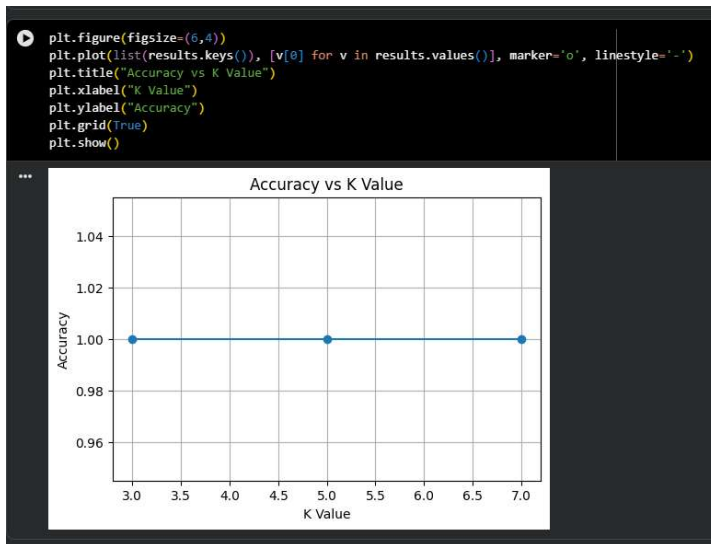 plt.figure(figsize=(6,4))
plt.plot(list(results.keys()), [v[0] for v in results.values()], marker='o', linestyle='-')
plt.title("Accuracy vs K Value")
plt.xlabel("K Value")
plt.ylabel("Accuracy")
plt.grid(True)
plt.show()
Accuracy vs K Value
1.04
1.02
1.00
0.98
0.96
Accuracy
3.0 3.5 4.0 4.5 5.0 5.5 6.0 6.5 7.0
K Value